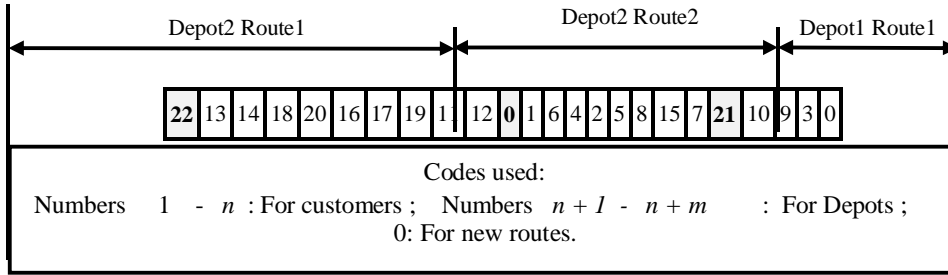 Depot2 Route1 Depot2 Route2 Depot1 Route1
22 13 14 18 20 16 17 19 11 12 0 1 6 4 2 5 8 15 7 21 10 9 3 0
Codes used:
Numbers 1 - n : For customers ; Numbers n + 1 - n + m : For Depots ;
0: For new routes.